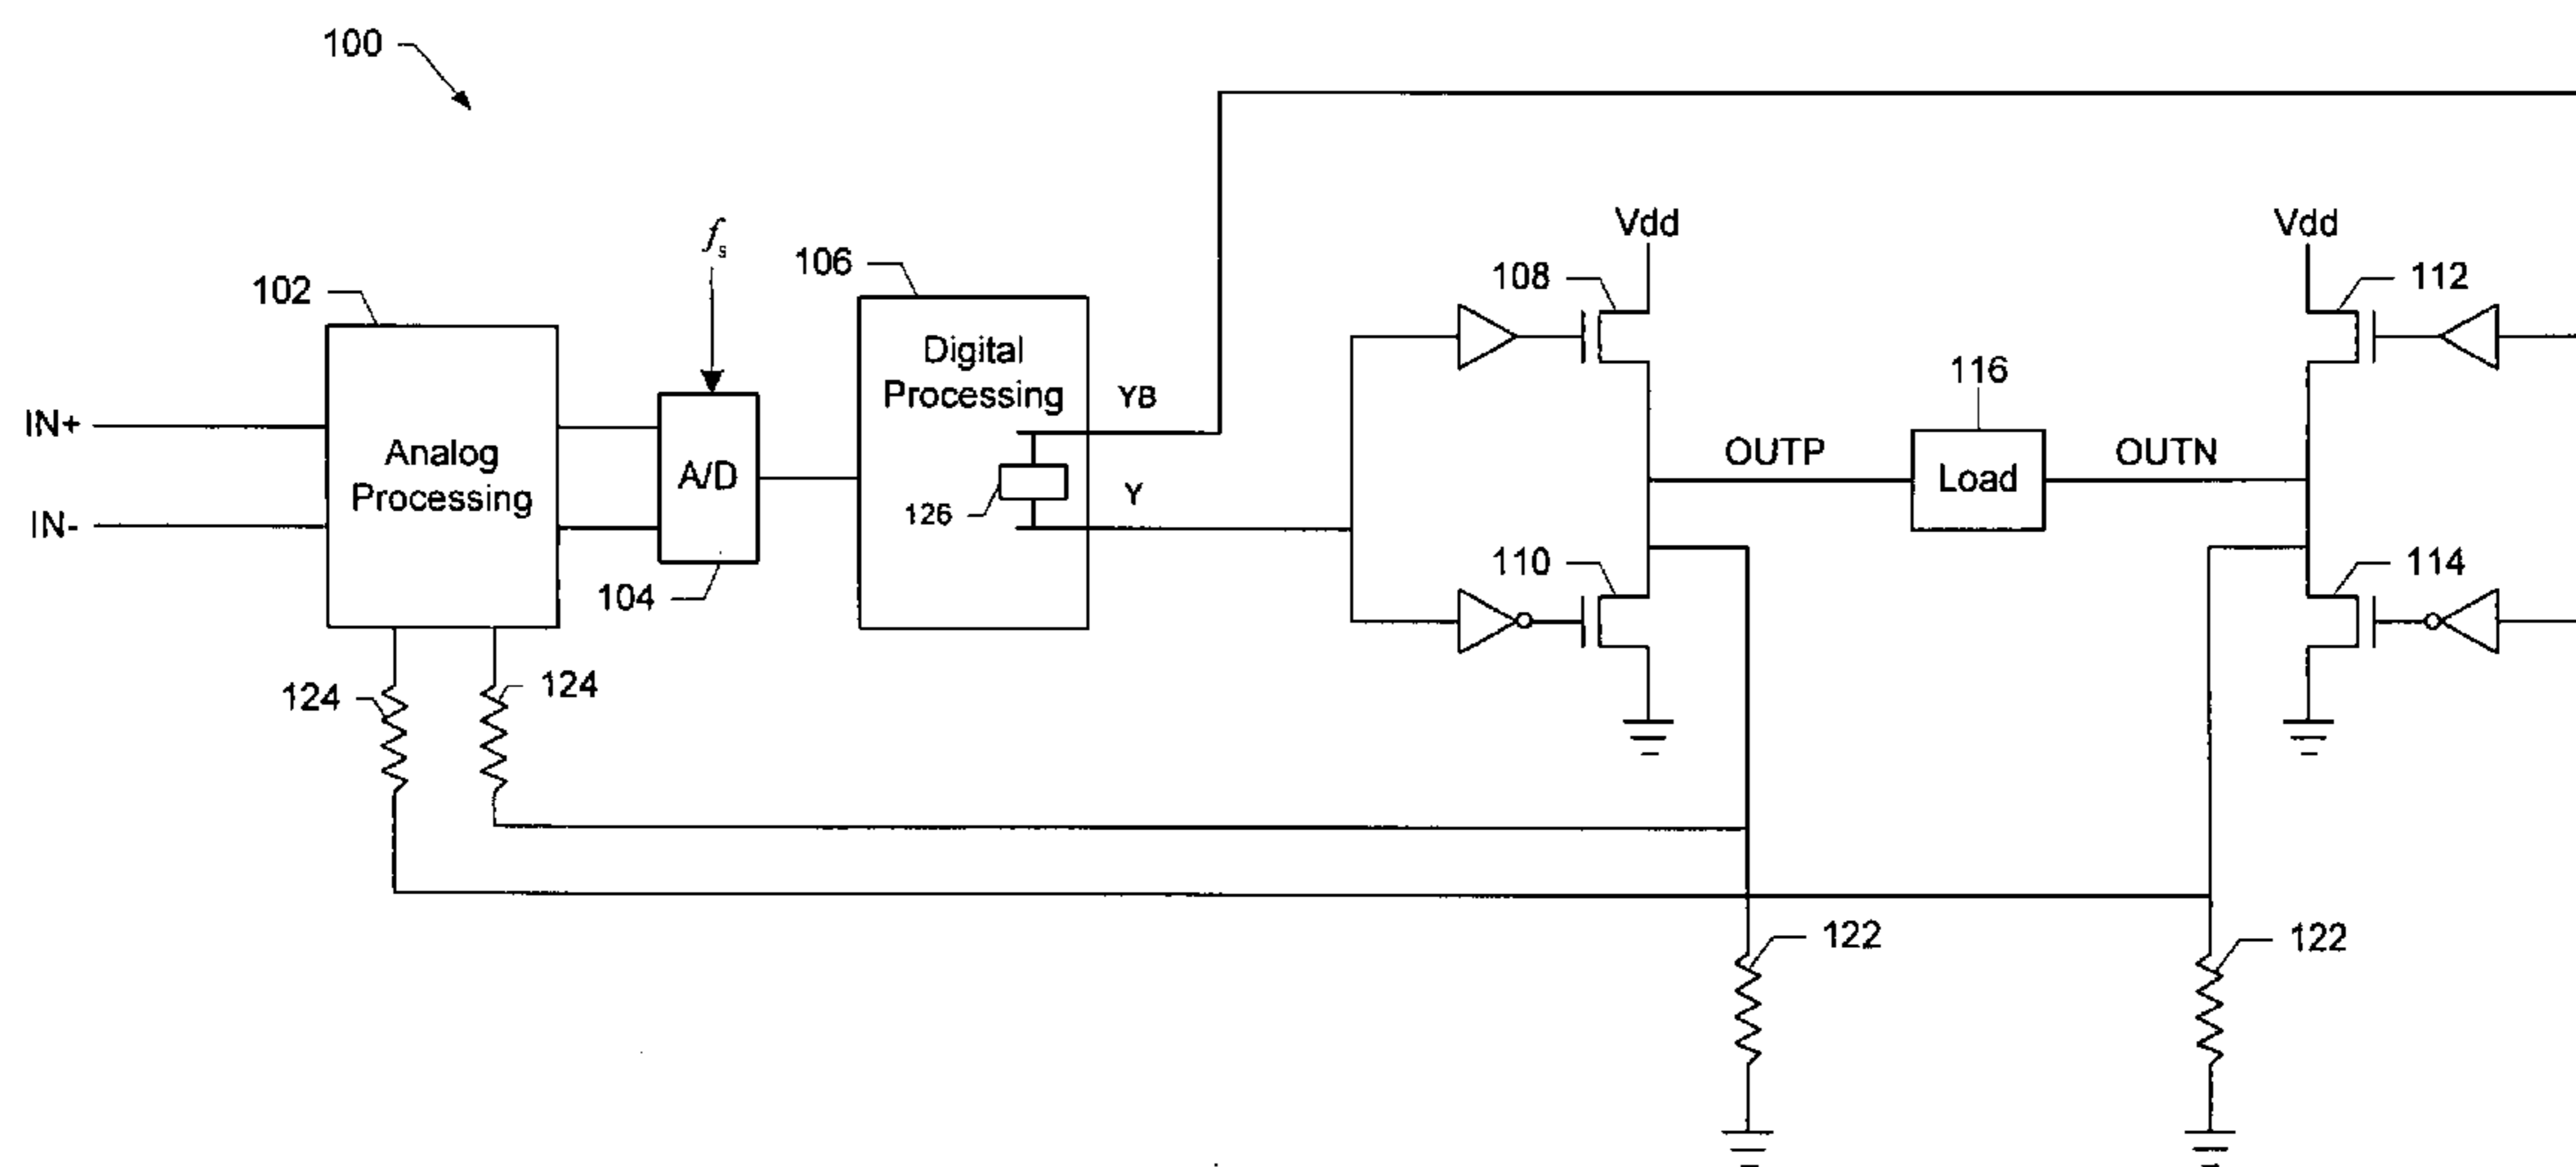 100
Vdd
Vdd
fs
106
108
112
102
Digital
Processing
YB
116
IN+
Analog
Processing
A/D
OUTP
Load
OUTN
Y
126
IN-
104
110
114
124
124
122
122